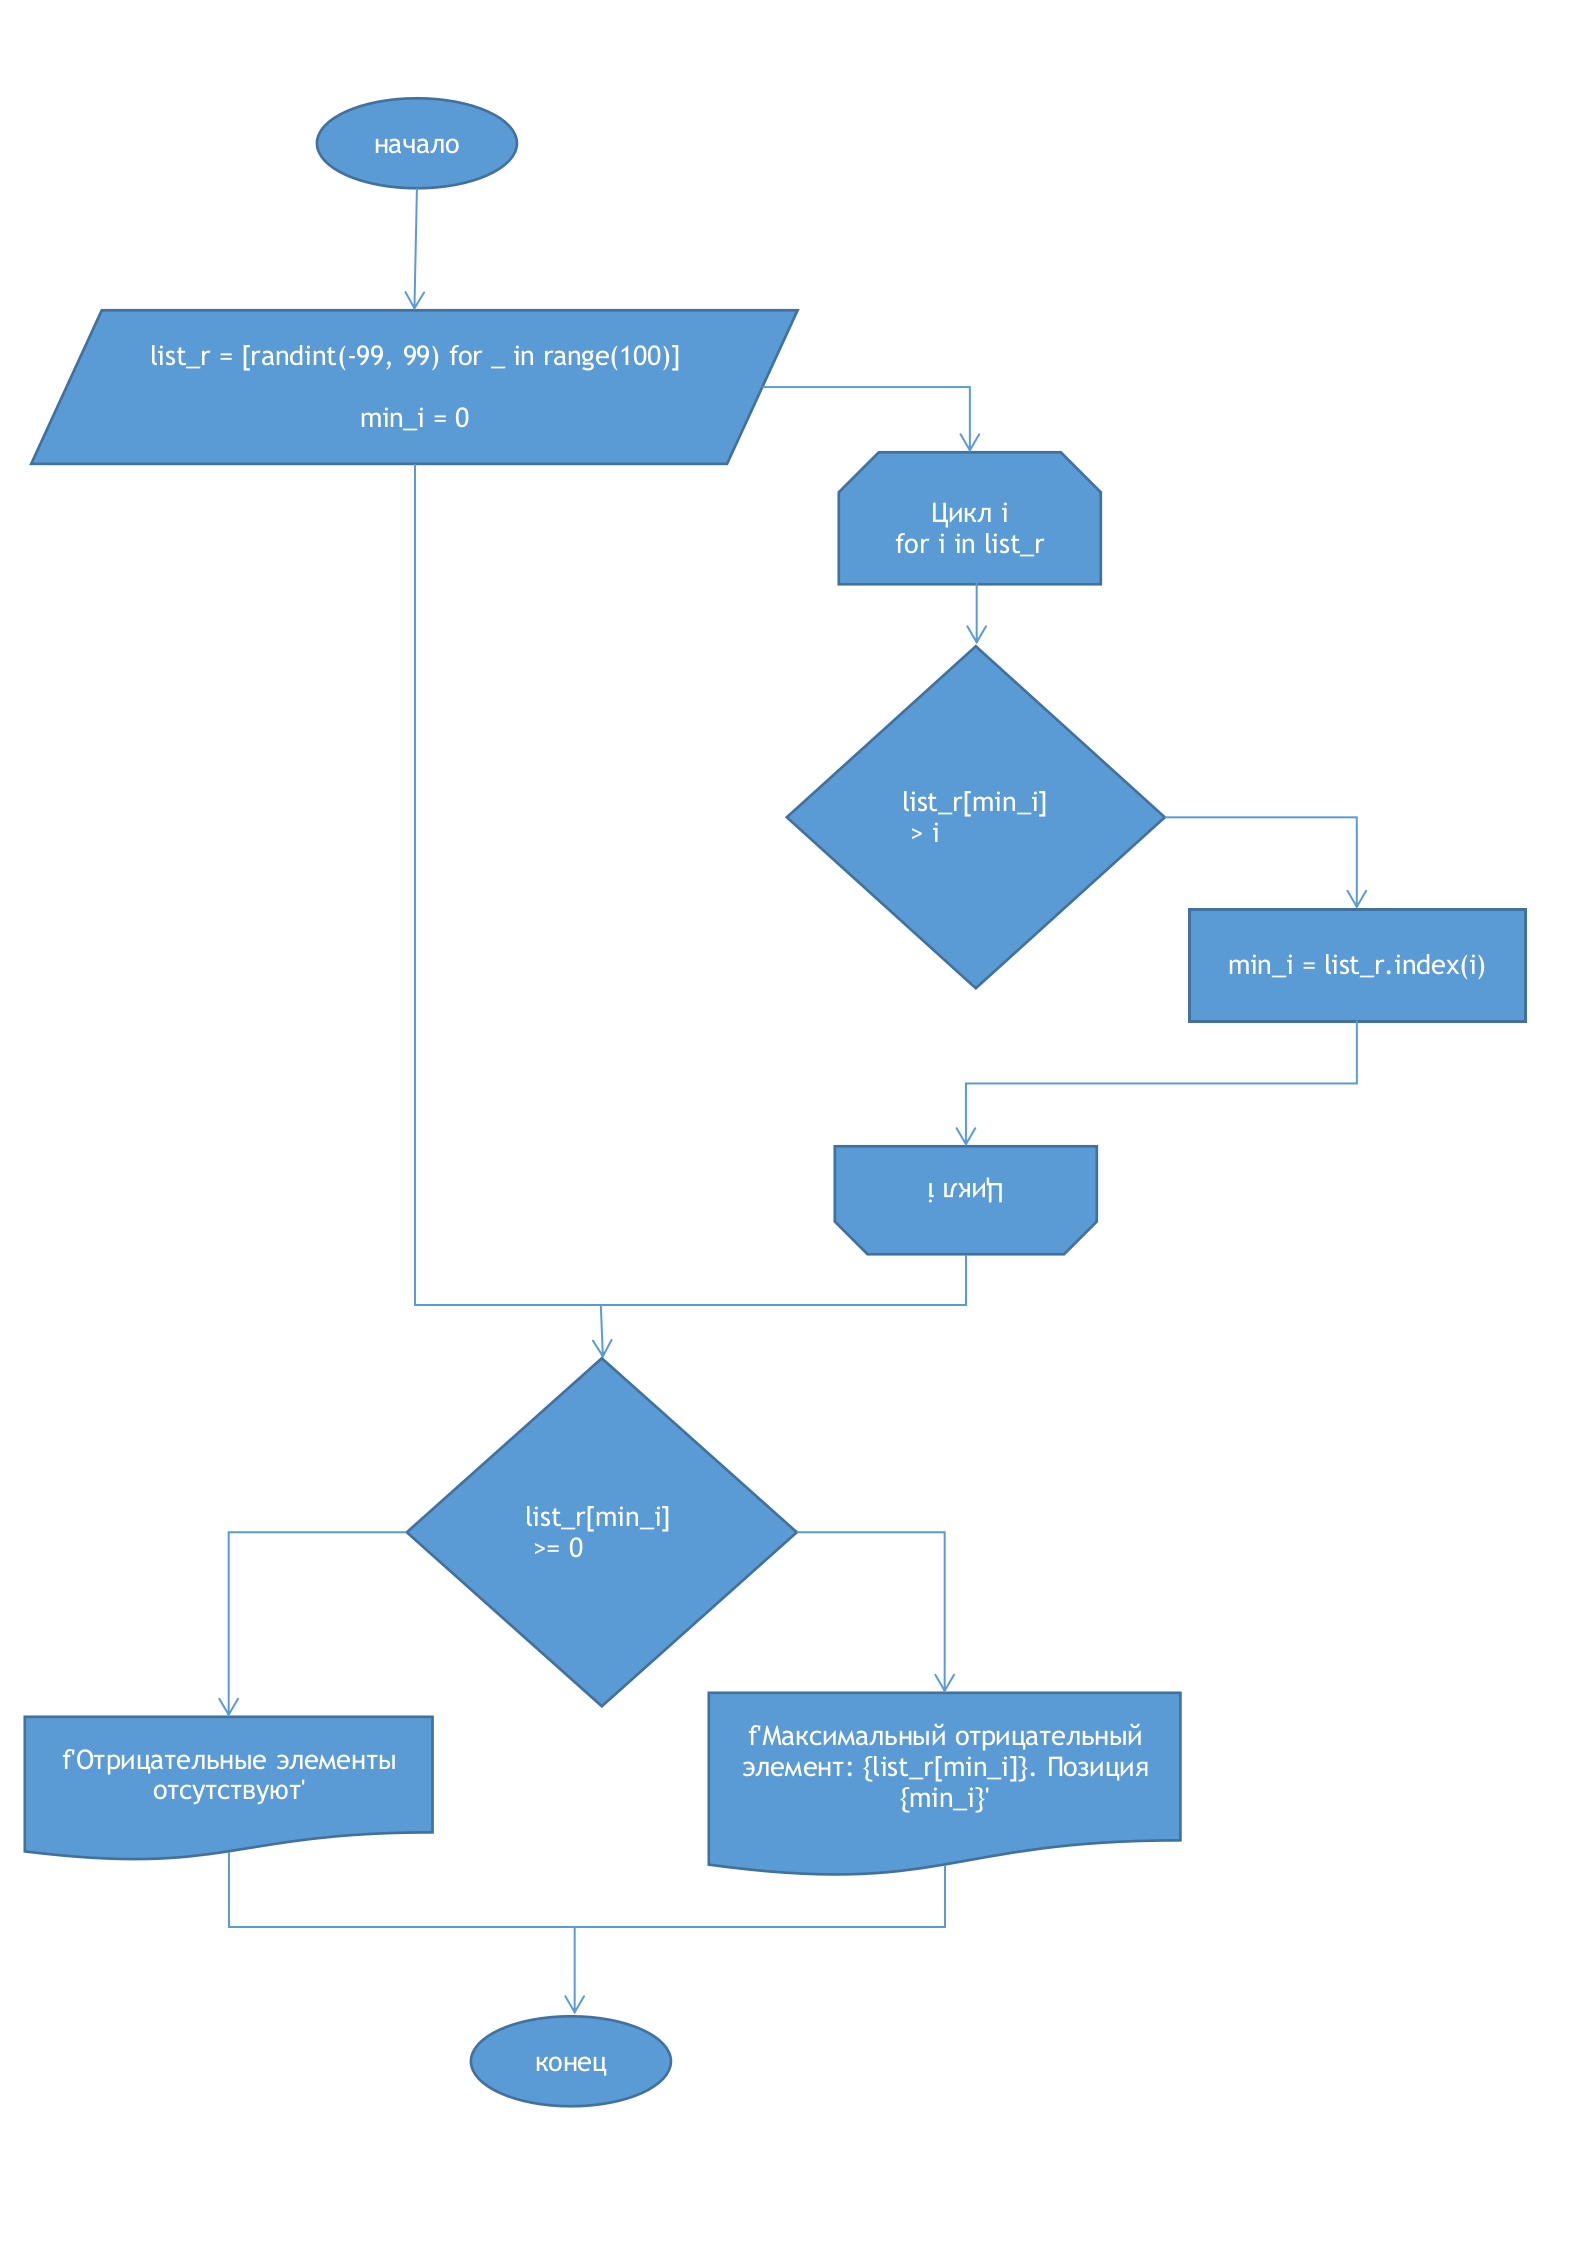 начало
list_r = [randint(-99, 99) for _ in range(100)]
min_i = 0
Цикл i
for i in list_r
list_r[min_i]
> i
min_i = list_r.index(i)
Цикл i
list_r[min_i]
>= 0
f'Отрицательные элементы
отсутствуют'
f'Максимальный отрицательный
элемент: {list_r[min_i]}. Позиция
{min_i}'
конец